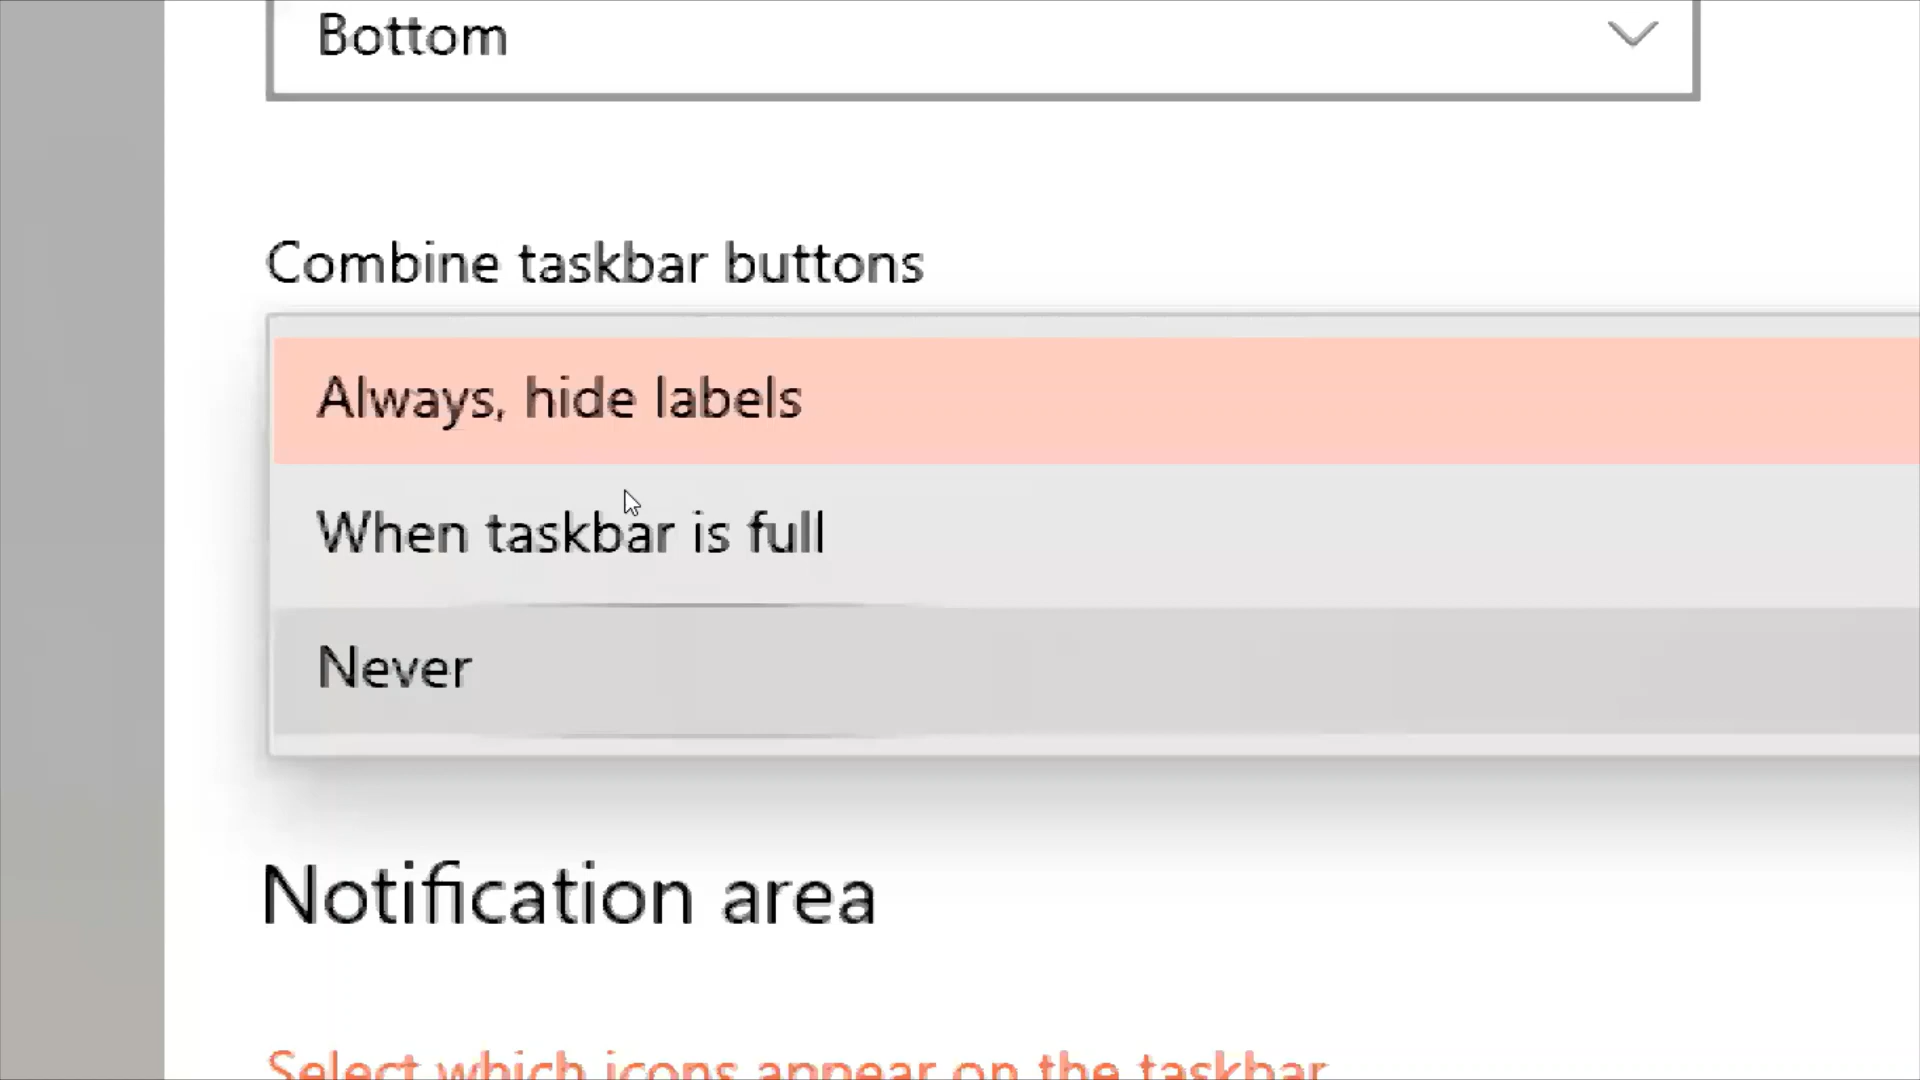 Bottom
Combine taskbar buttons
Always, hide labels
When taskbar is full
Never
Notification area
Select which icons appear on the taskbar